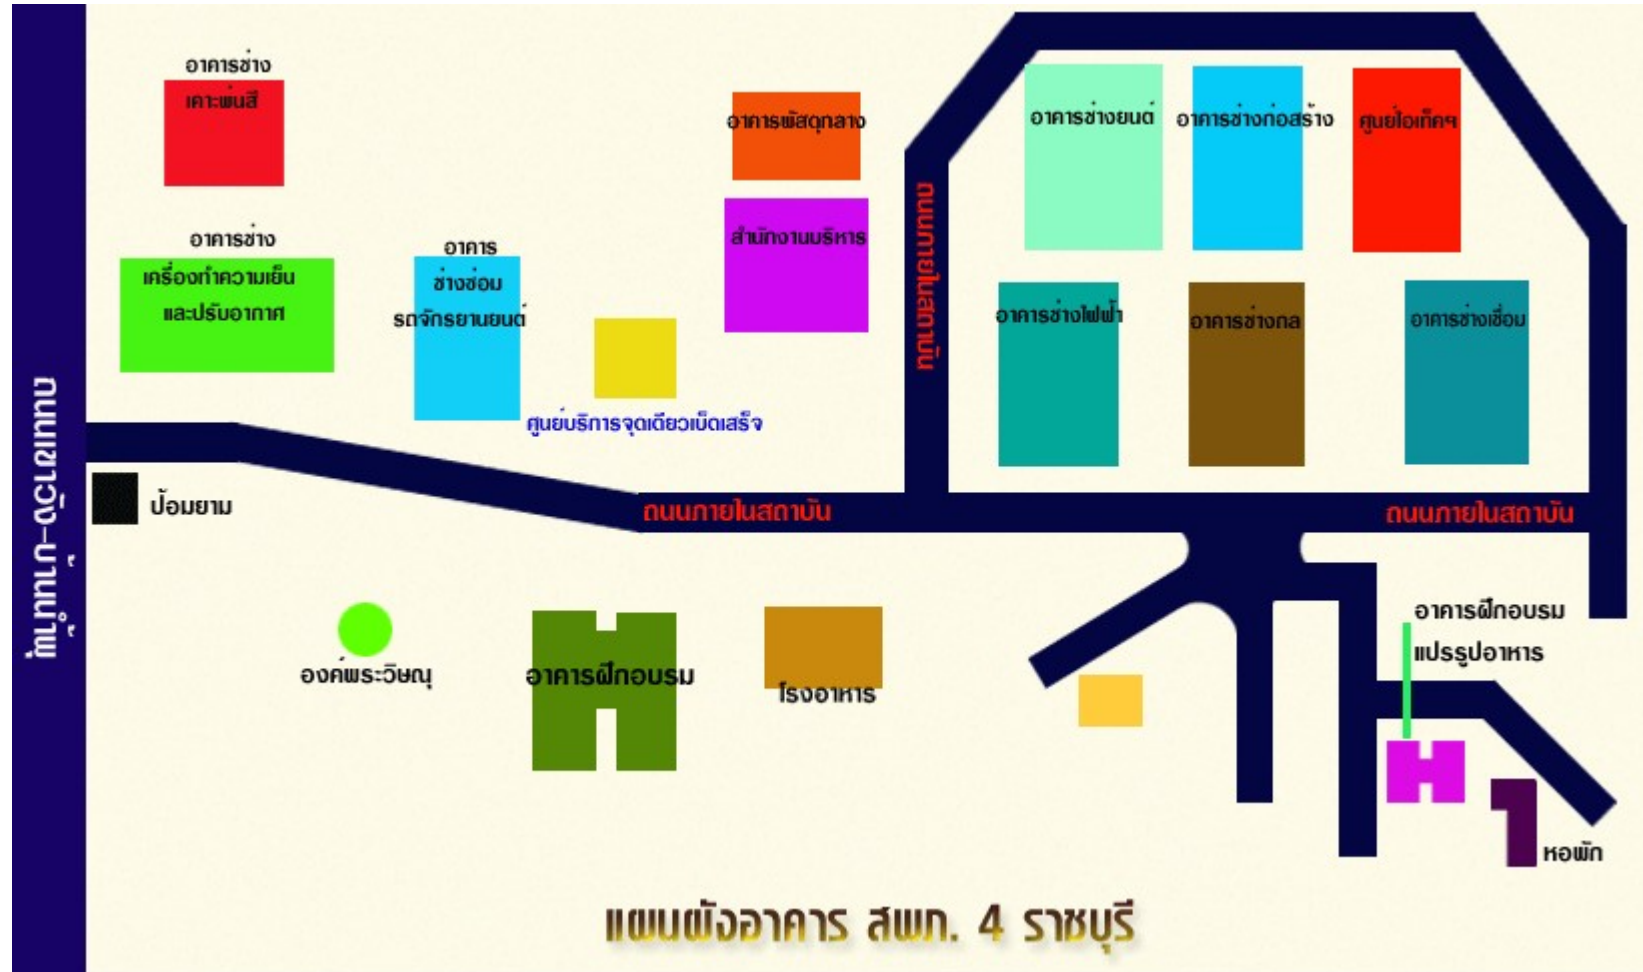 อาคารช่าง
เคาะพ่นสี
อาคารพัสดุกลาง
อาคารช่างยนต์
อาคารช่างก่อสร้าง
ศูนย์ไอเท็คฯ
อาคารช่าง
เครื่องทำความเย็น
และปรับอากาศ
อาคาร
ช่างซ่อม
รถจักรยานยนต์
สำนักงานบริหาร
ถนนภายในสถาบัน
อาคารช่างไฟฟ้า
อาคารช่างกล
อาคารช่างเชื่อม
ศูนย์บริการจุดเดียวเบ็ดเสร็จ
ถนนเขางู-น้ำพุ
ป้อมยาม
ถนนภายในสถาบัน
ถนนภายในสถาบัน
องค์พระวิษณุ
อาคารฝึกอบรม
โรงอาหาร
อาคารฝึกอบรม
แปรรูปอาหาร
หอพัก
แผนผังอาคาร สพภ. 4 ราชบุรี